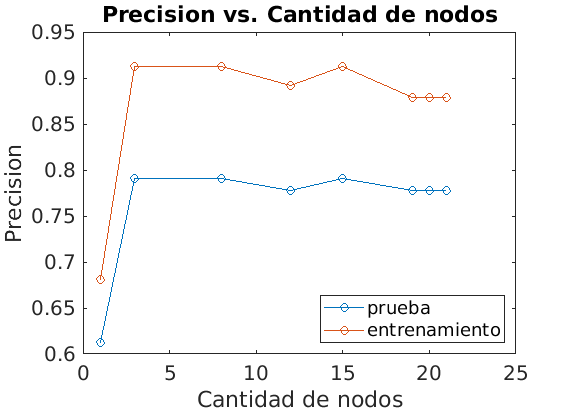 Precision vs. Cantidad de nodos
0.95
0.9
0.85
0.8
0.75
0.7
0.65
0.6
Precision
prueba
entrenamiento
0 5 10 15 20 25
Cantidad de nodos